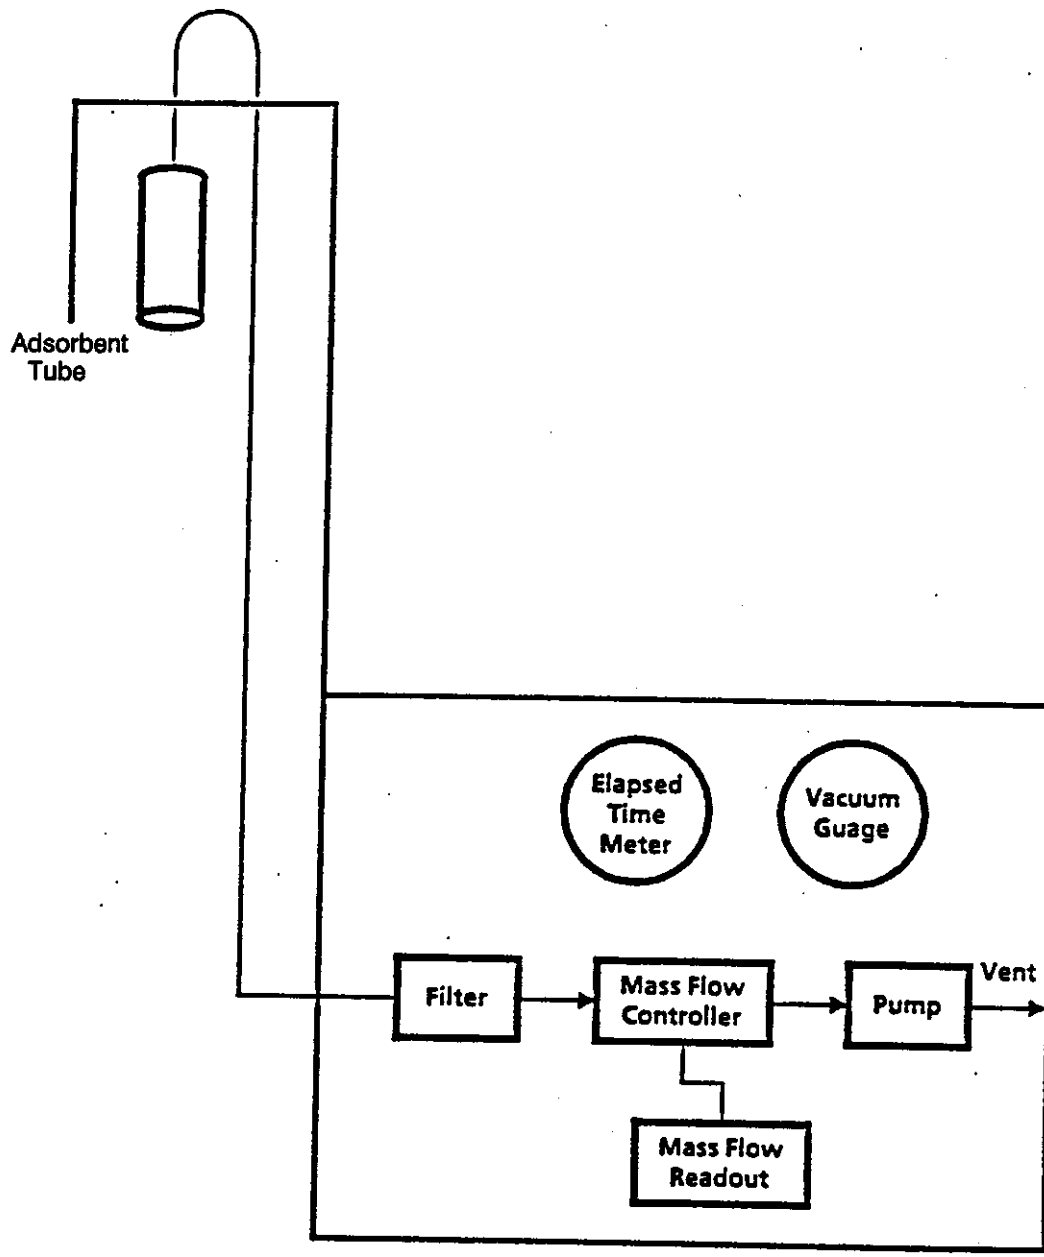 Adsorbent
Tube
Elapsed
Time
Meter
Vacuum
Guage
Filter
Mass Flow
Controller
Pump
Vent
Mass Flow
Readout